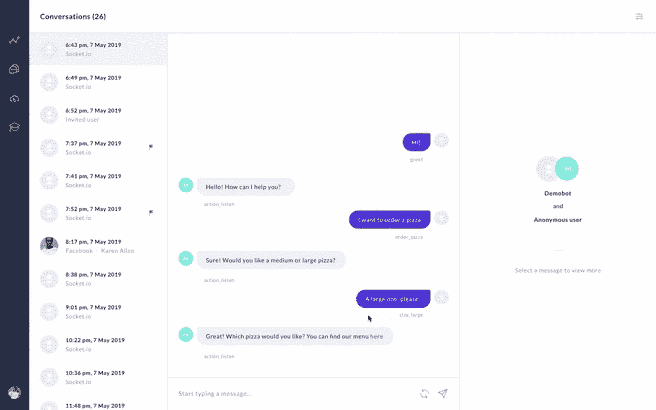 Conversations (26)
6:43 pm, 7 May 2019
Socket.io
6:49 pm, 7 May 2019
Socket.io
6:52 pm, 7 May 2019
Invited user
7:37 pm, 7 May 2019
Socket.io
7:41 pm, 7 May 2019
Socket.io
7:52 pm, 7 May 2019
Socket.io
8:17 pm, 7 May 2019
Facebook · Karen Allen
8:38 pm, 7 May 2019
Socket.io
9:01 pm, 7 May 2019
Socket.io
10:22 pm, 7 May 2019
Socket.io
10:36 pm, 7 May 2019
Socket.io
11:48 pm, 7 May 2019
Hi!
greet
Hello! How can I help you?
action_listen
I want to order a pizza
order_pizza
Sure! Would you like a medium or large pizza?
action_listen
A large one, please
size_large
Great! Which pizza would you like? You can find our menu here
action_listen
Start typing a message...
Demobot
and
Anonymous user
Select a message to view more